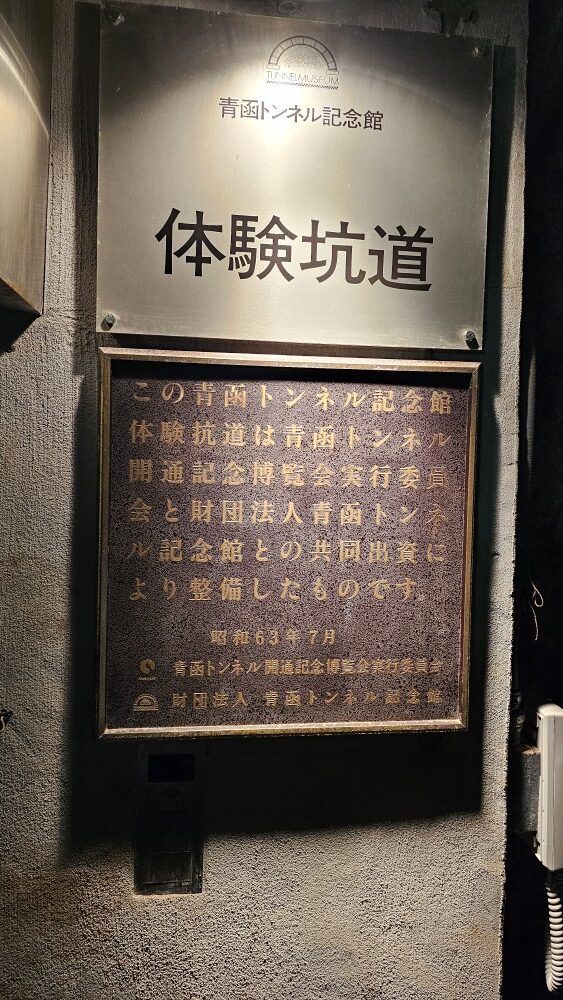 TUNNEL MUSEUM
青函トンネル記念館
体験坑道
この青函トンネル記念館
体験坑道は青函トンネル
開通記念博覧会実行委員
会と財団法人青函トンネ
ル記念館との共同出資に
より整備したものです。
昭和63年7月
青函トンネル開通記念博覧会実行委員会
財団法人 青函トンネル記念館